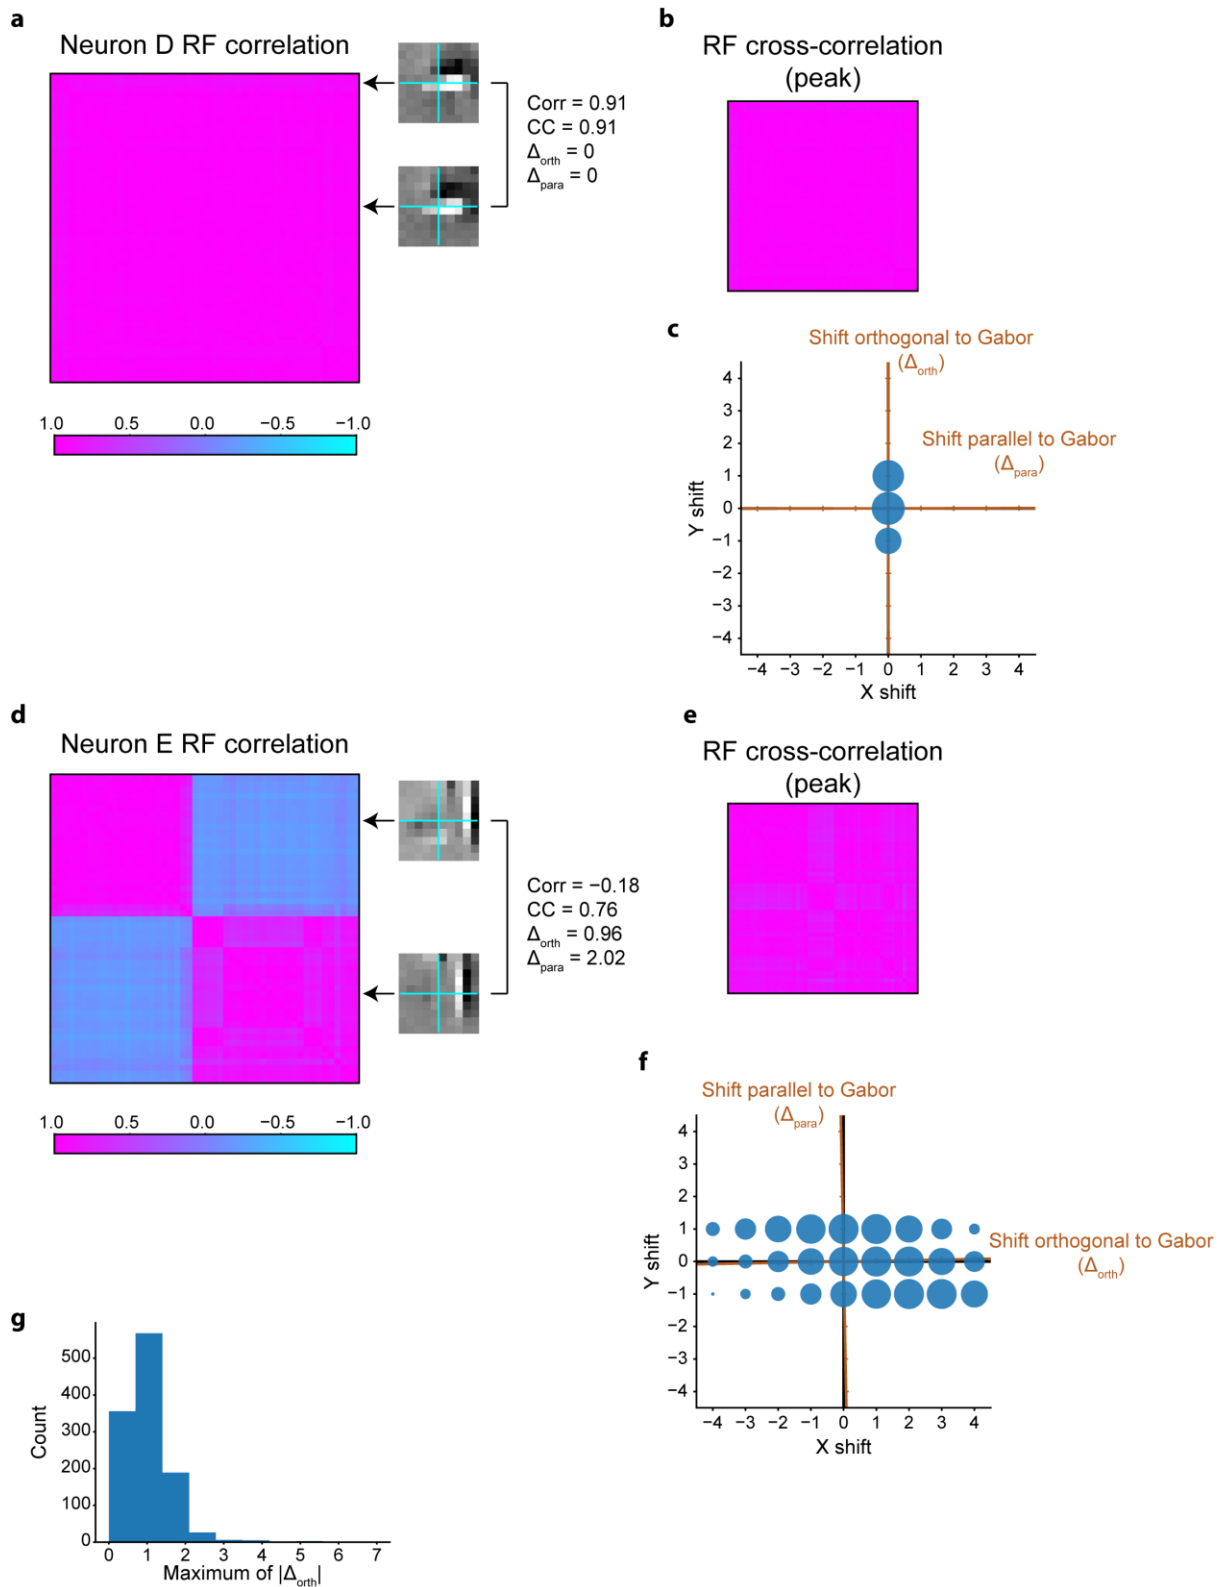 a
Neuron D RF correlation
Corr = 0.91
CC = 0.91
Δorth = 0
Δpara = 0
1.0 0.5 0.0 −0.5 −1.0
b
RF cross-correlation
(peak)
c
Shift orthogonal to Gabor
(Δorth)
Shift parallel to Gabor
(Δpara)
4
3
2
1
0
−1
−2
−3
−4
Y shift
−4 −3 −2 −1 0 1 2 3 4
X shift
d
Neuron E RF correlation
Corr = −0.18
CC = 0.76
Δorth = 0.96
Δpara = 2.02
1.0 0.5 0.0 −0.5 −1.0
e
RF cross-correlation
(peak)
f
Shift parallel to Gabor
(Δpara)
Shift orthogonal to Gabor
(Δorth)
4
3
2
1
0
−1
−2
−3
−4
Y shift
−4 −3 −2 −1 0 1 2 3 4
X shift
g
500
400
300
200
100
0
Count
0 1 2 3 4 5 6 7
Maximum of |Δorth|